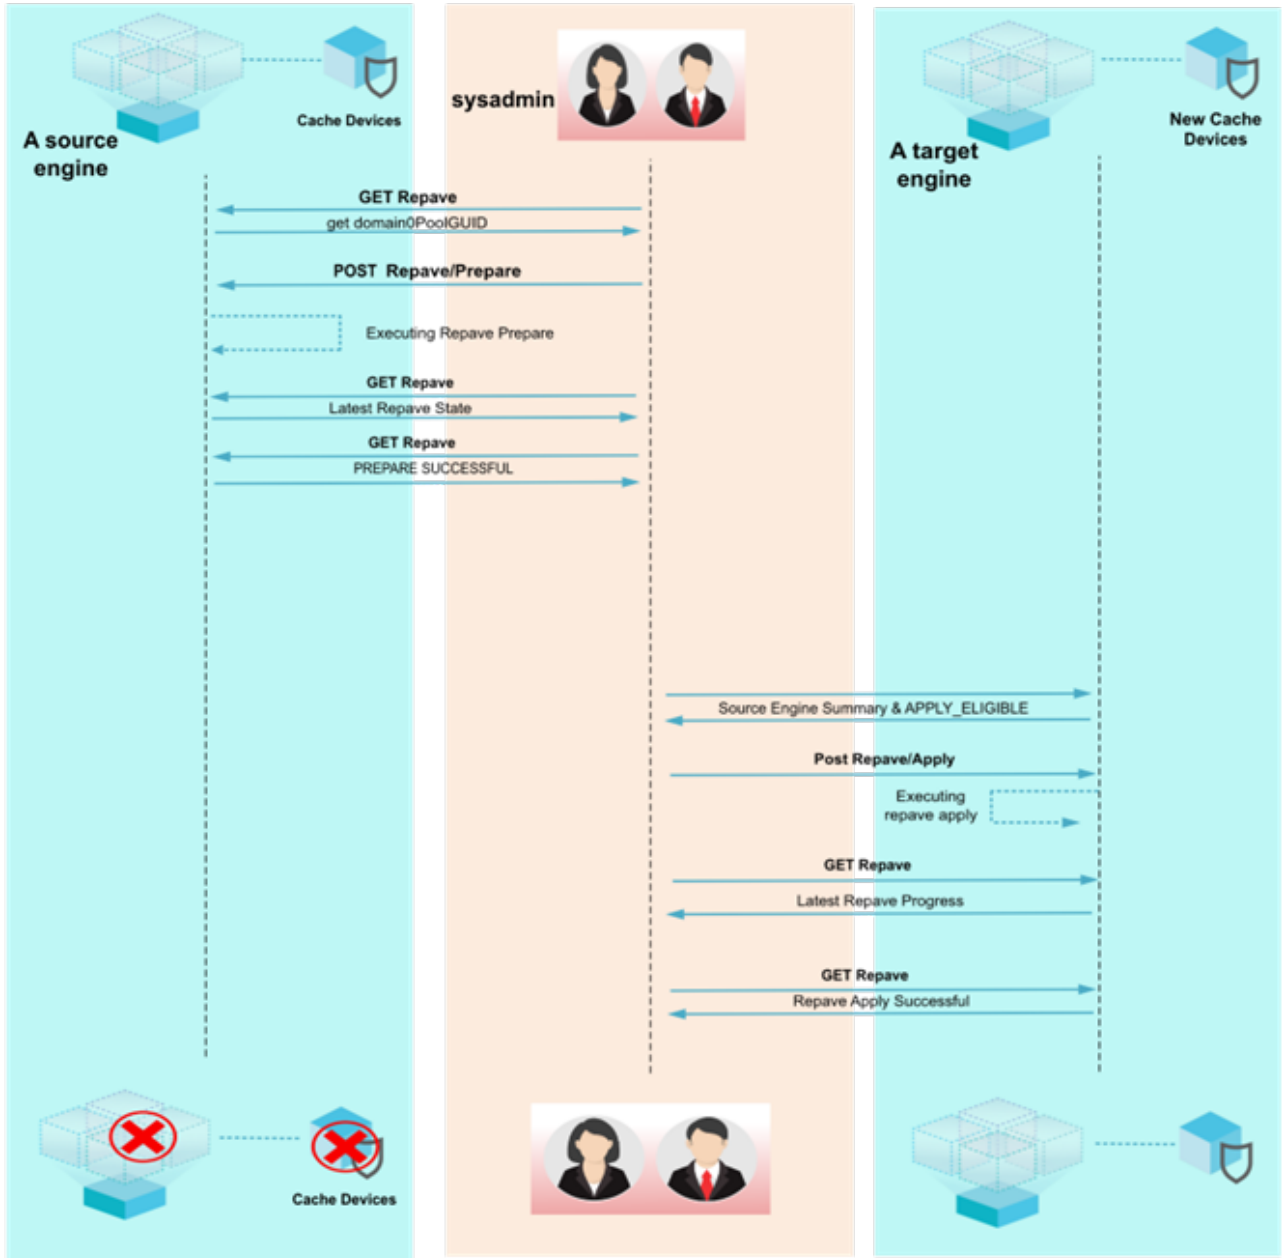 Cache Devices
A source
engine
sysadmin
New Cache
Devices
A target
engine
GET Repave
get domain0PoolGUID
POST  Repave/Prepare
Executing Repave Prepare
GET Repave
Latest Repave State
GET Repave
PREPARE SUCCESSFUL
Source Engine Summary & APPLY_ELIGIBLE
Post Repave/Apply
Executing
repave apply
GET Repave
Latest Repave Progress
GET Repave
Repave Apply Successful
Cache Devices